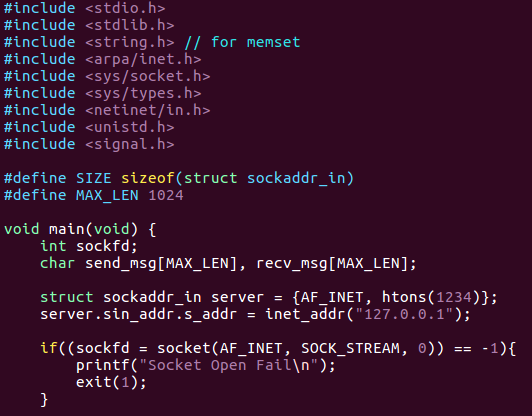 #include <stdio.h>
#include <stdlib.h>
#include <string.h> // for memset
#include <arpa/inet.h>
#include <sys/socket.h>
#include <sys/types.h>
#include <netinet/in.h>
#include <unistd.h>
#include <signal.h>

#define SIZE sizeof(struct sockaddr_in)
#define MAX_LEN 1024

void main(void) {
    int sockfd;
    char send_msg[MAX_LEN], recv_msg[MAX_LEN];

    struct sockaddr_in server = {AF_INET, htons(1234)};
    server.sin_addr.s_addr = inet_addr("127.0.0.1");

    if((sockfd = socket(AF_INET, SOCK_STREAM, 0)) == -1){
        printf("Socket Open Fail\n");
        exit(1);
    }